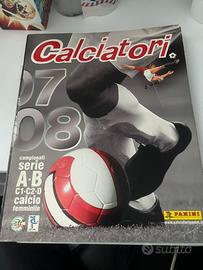 Calciatori
07
08
campionati
serie
A-B
C1-C2-D
calcio
femminile
PANINI
subito